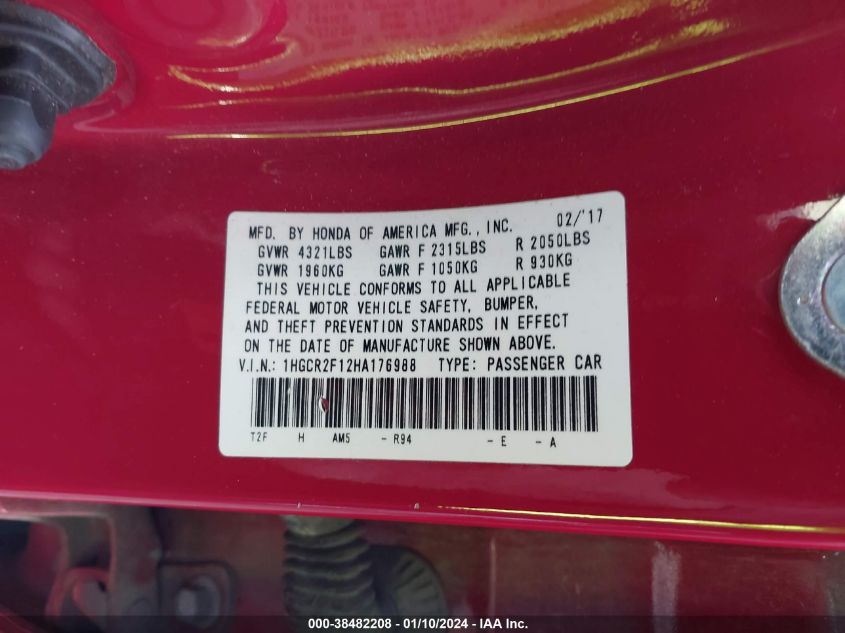 MFD. BY HONDA OF AMERICA MFG., INC. 02/'17
GVWR 4321LBS GAWR F 2315LBS R 2050LBS
GVWR 1960KG GAWR F 1050KG R 930KG
THIS VEHICLE CONFORMS TO ALL APPLICABLE
FEDERAL MOTOR VEHICLE SAFETY, BUMPER,
AND THEFT PREVENTION STANDARDS IN EFFECT
ON THE DATE OF MANUFACTURE SHOWN ABOVE.
V.I.N.: 1HGCR2F12HA176988 TYPE: PASSENGER CAR
T2F H AM5 - R94 - E - A
000-38482208 - 01/10/2024 - IAA Inc.